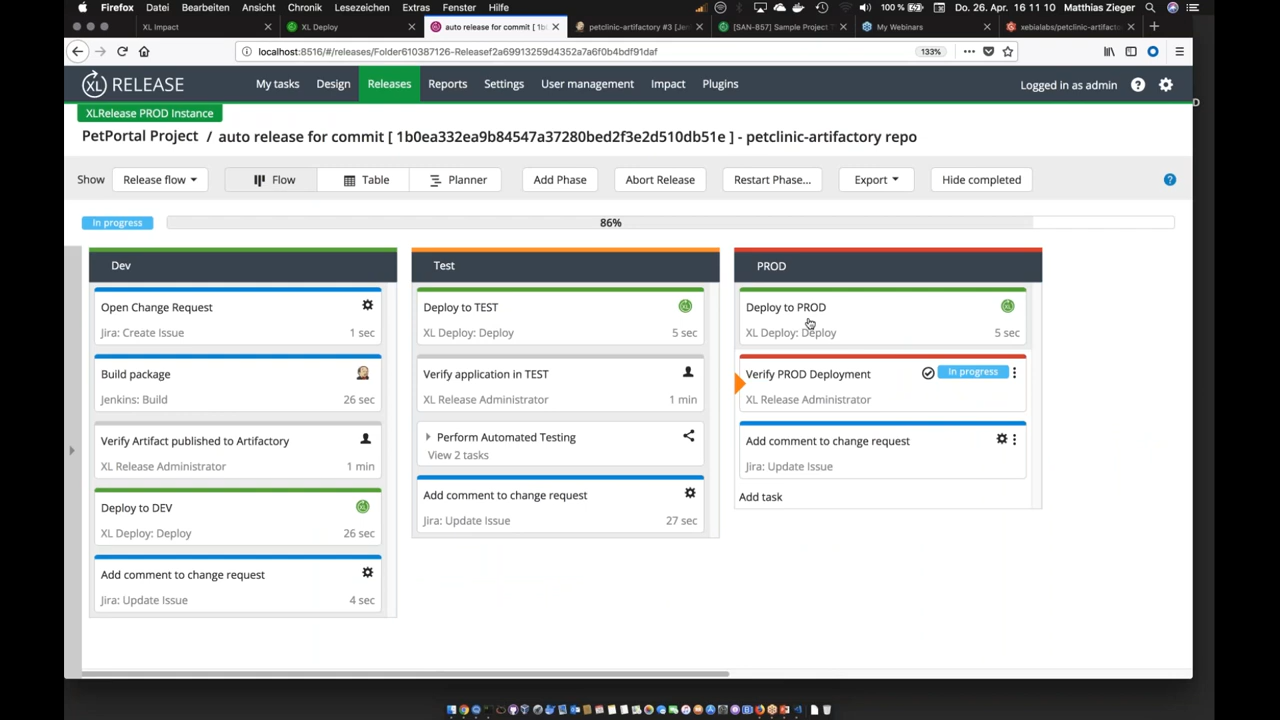 Firefox Datei Bearbeiten Ansicht Chronik Lesezeichen Extras Fenster Hilfe 100 % Do. 26. Apr. 16 11 10 Matthias Zieger
XL Impact
XL Deploy
auto release for commit [ 1b
petclinic-artifactory #3 [Jen
[SAN-857] Sample Project T
My Webinars
xebialabs/petclinic-artifacto
localhost:8516/#/releases/Folder610387126-Releasef2a69913259d4352a7a6f0b4bdf91daf
133%
XL RELEASE
My tasks Design Releases Reports Settings User management Impact Plugins
Logged in as admin
XLRelease PROD Instance
PetPortal Project / auto release for commit [ 1b0ea332ea9b84547a37280bed2f3e2d510db51e ] - petclinic-artifactory repo
Show Release flow Flow Table Planner Add Phase Abort Release Restart Phase... Export Hide completed
In progress
86%
Dev
Open Change Request
Jira: Create Issue 1 sec
Build package
Jenkins: Build 26 sec
Verify Artifact published to Artifactory
XL Release Administrator 1 min
Deploy to DEV
XL Deploy: Deploy 26 sec
Add comment to change request
Jira: Update Issue 4 sec
Test
Deploy to TEST
XL Deploy: Deploy 5 sec
Verify application in TEST
XL Release Administrator 1 min
Perform Automated Testing
View 2 tasks
Add comment to change request
Jira: Update Issue 27 sec
PROD
Deploy to PROD
XL Deploy: Deploy 5 sec
Verify PROD Deployment In progress
XL Release Administrator
Add comment to change request
Jira: Update Issue
Add task